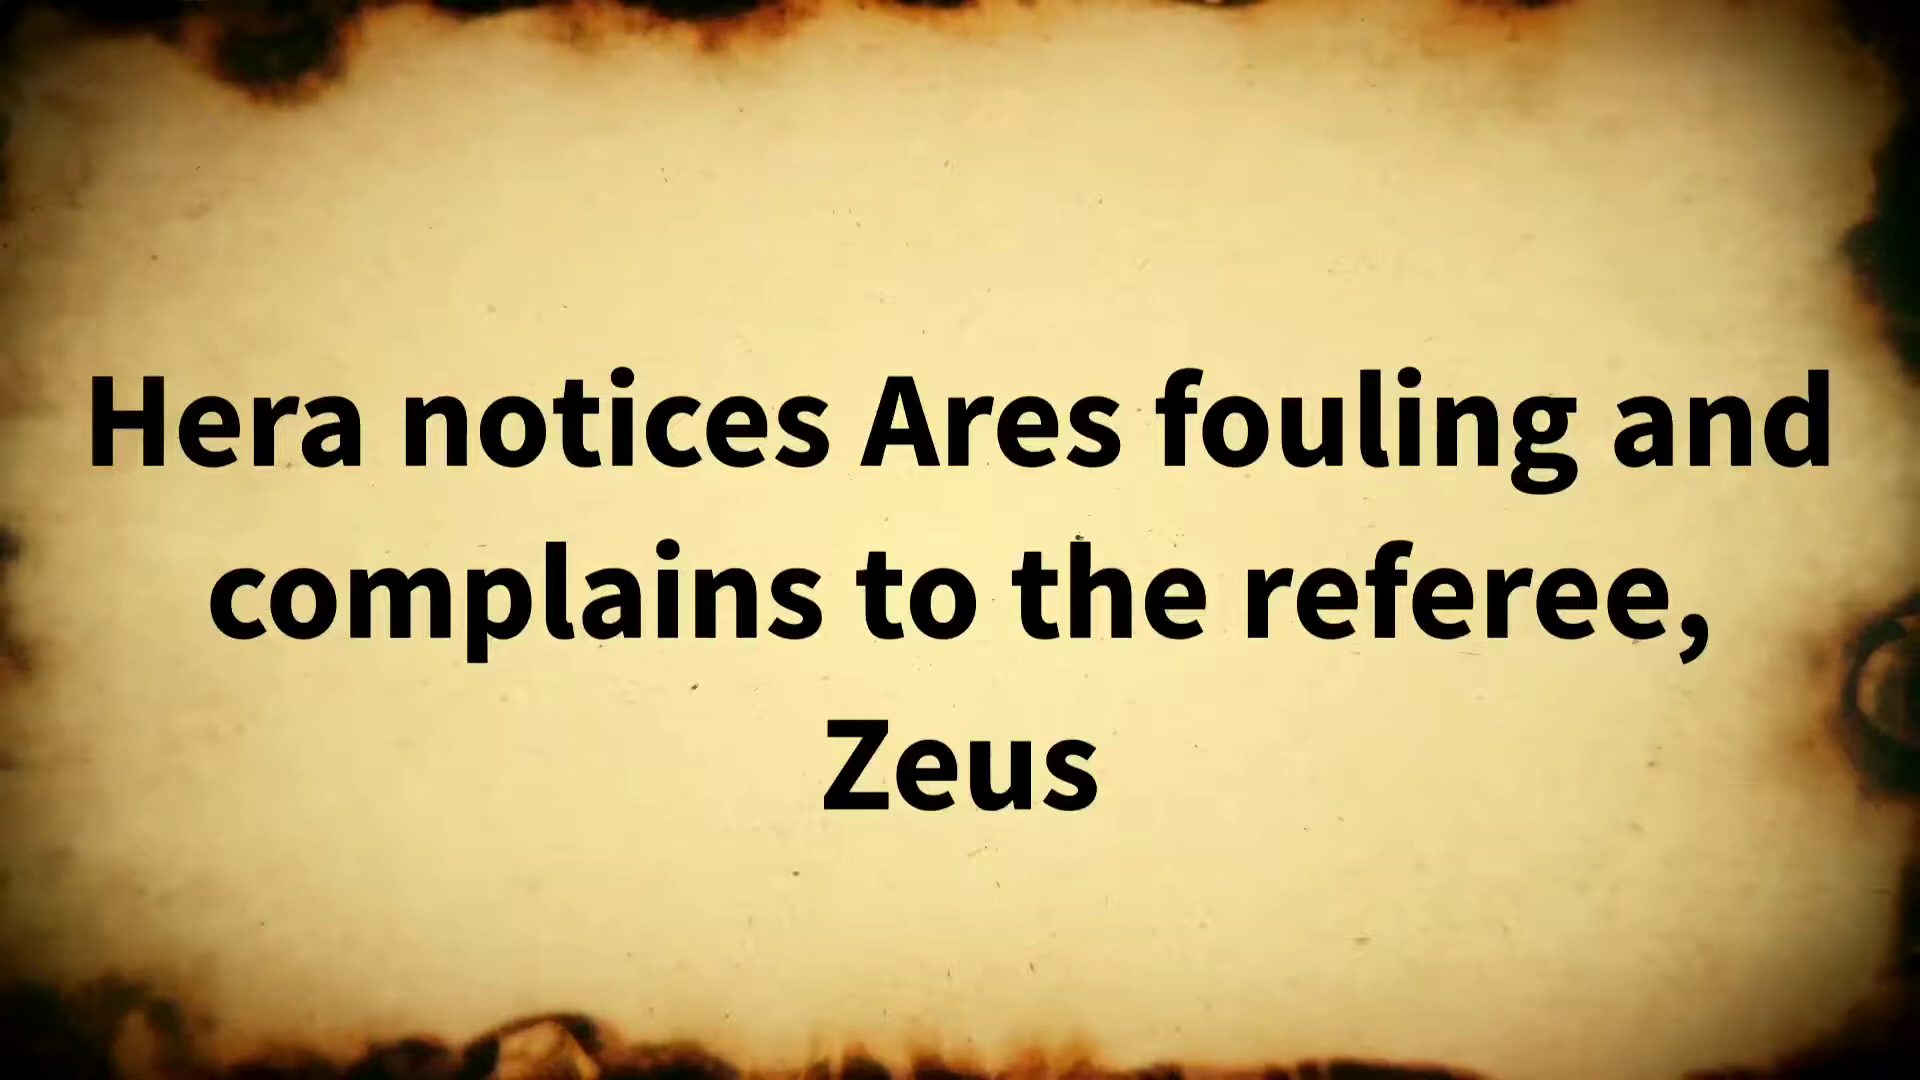 Hera notices Ares fouling and
complains to the referee,
Zeus